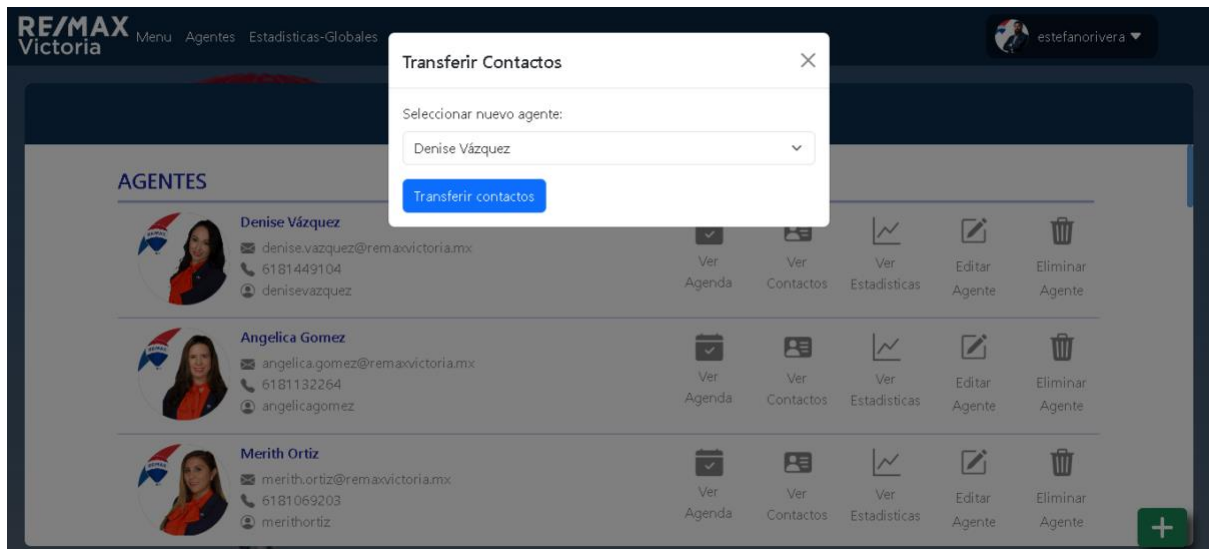 RE/MAX
Victoria
Menu Agentes Estadisticas-Globales
estefanorivera
Transferir Contactos
Seleccionar nuevo agente:
Denise Vázquez
Transferir contactos
AGENTES
Denise Vázquez
denise.vazquez@remaxvictoria.mx
6181449104
denisevazquez
Ver Agenda
Ver Contactos
Ver Estadisticas
Editar Agente
Eliminar Agente
Angelica Gomez
angelica.gomez@remaxvictoria.mx
6181132264
angelicagomez
Ver Agenda
Ver Contactos
Ver Estadisticas
Editar Agente
Eliminar Agente
Merith Ortiz
merith.ortiz@remaxvictoria.mx
6181069203
merithortiz
Ver Agenda
Ver Contactos
Ver Estadisticas
Editar Agente
Eliminar Agente